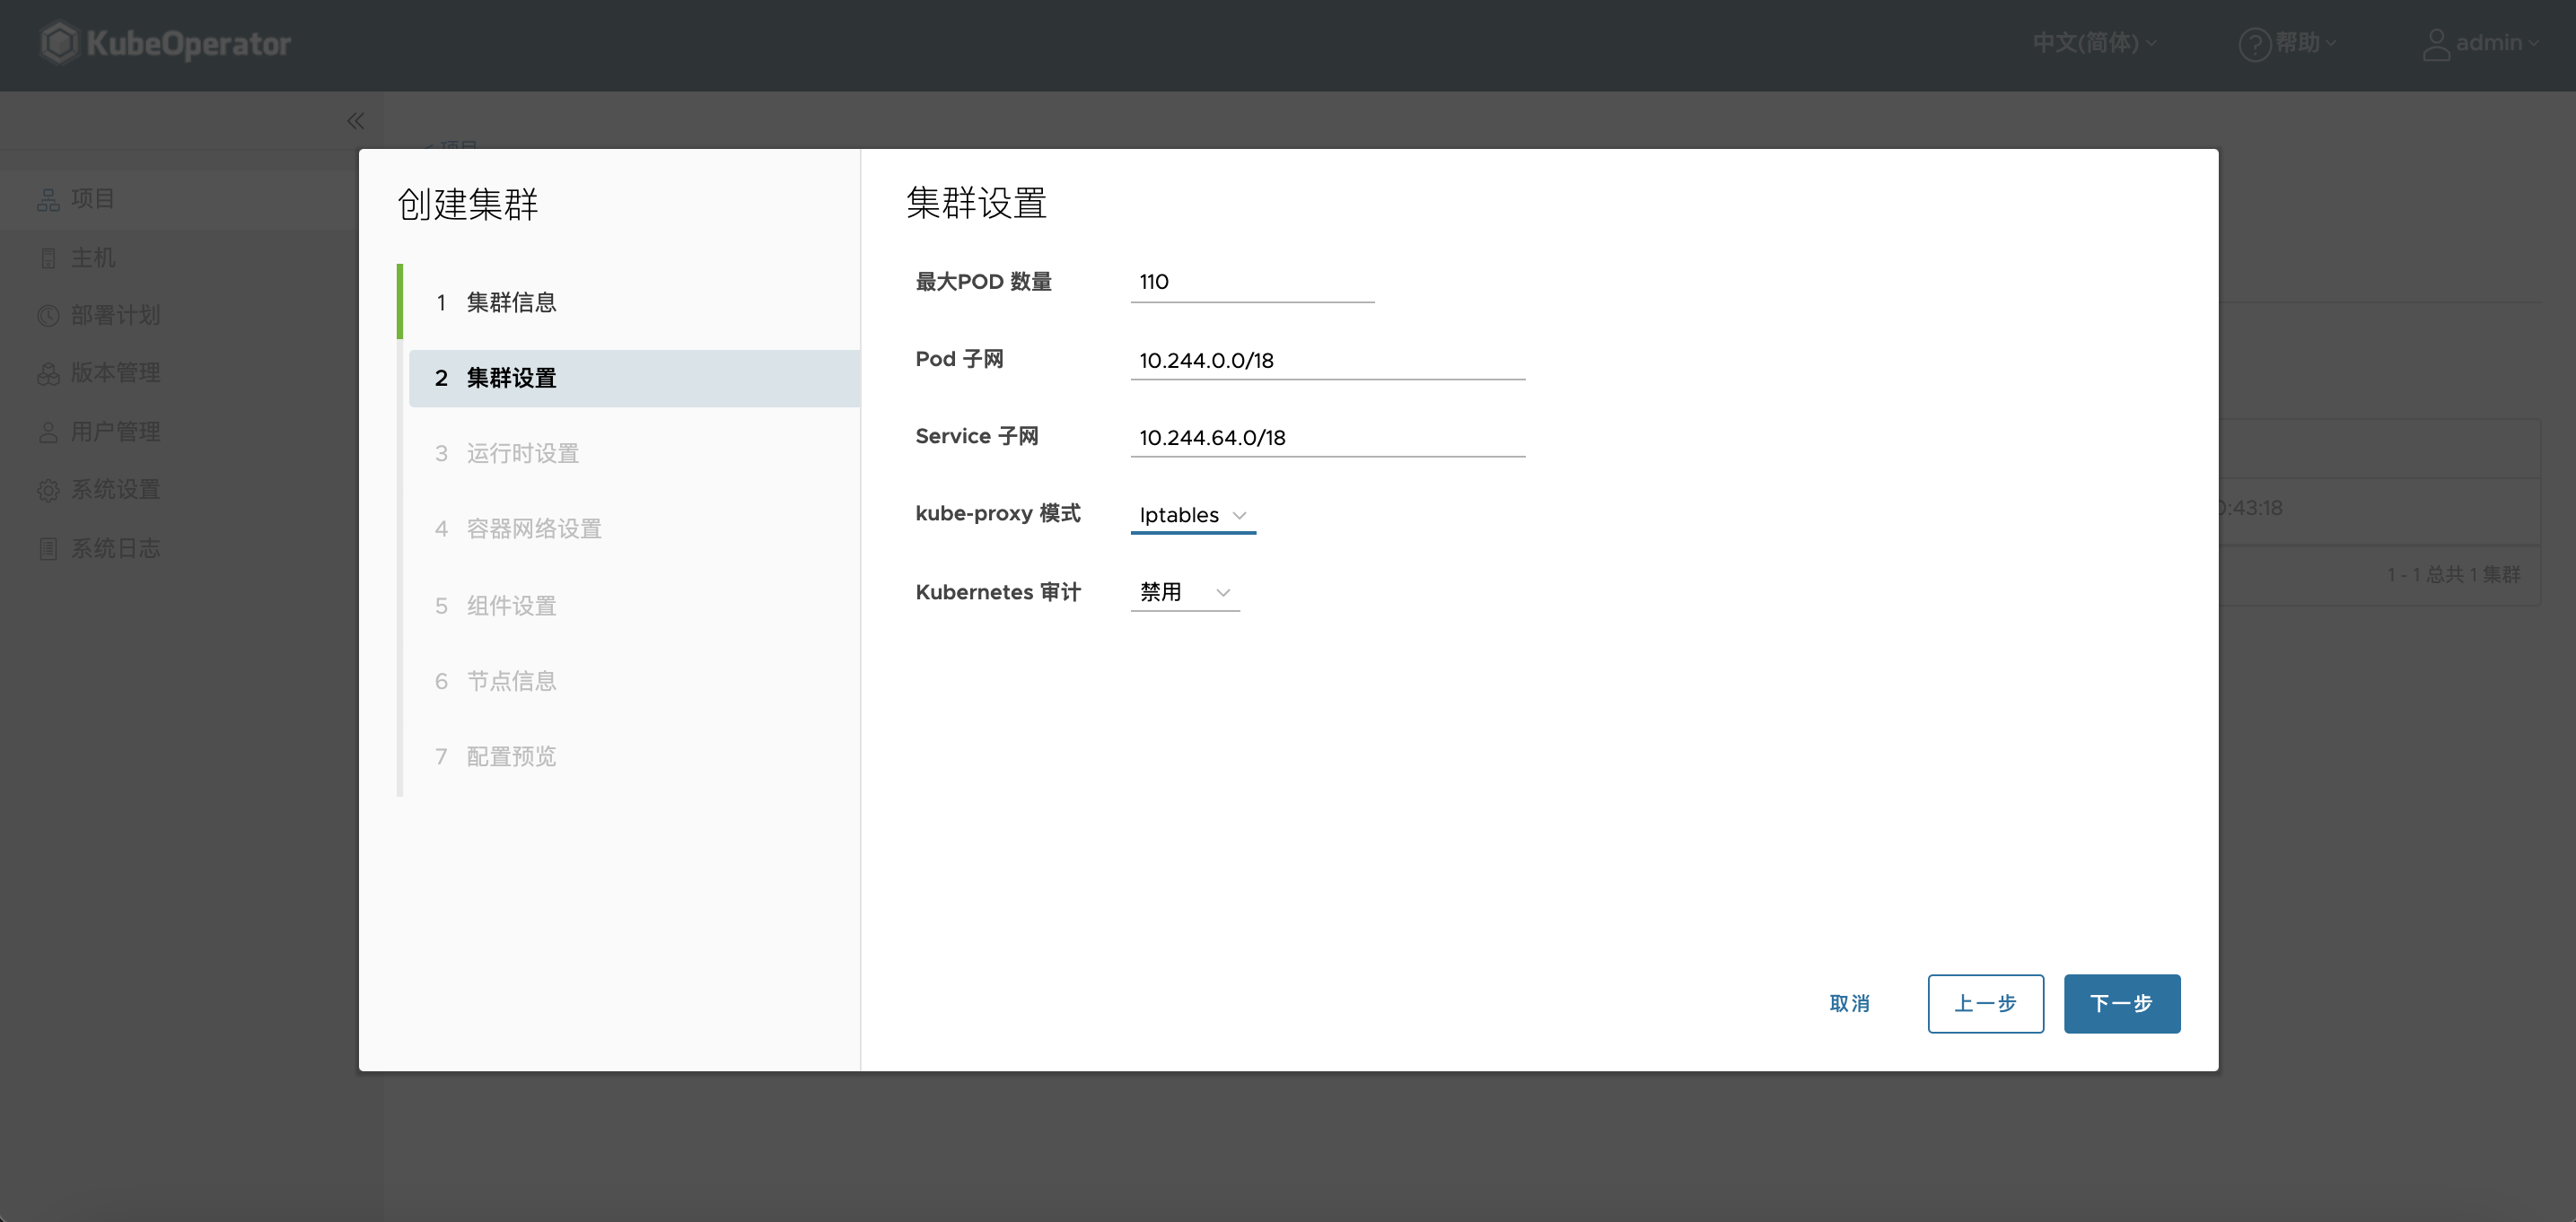 KubeOperator
中文(简体)
帮助
admin
< 项目
项目
主机
部署计划
版本管理
用户管理
系统设置
系统日志
创建集群
1 集群信息
2 集群设置
3 运行时设置
4 容器网络设置
5 组件设置
6 节点信息
7 配置预览
集群设置
最大POD 数量 110
Pod 子网 10.244.0.0/18
Service 子网 10.244.64.0/18
kube-proxy 模式 Iptables
Kubernetes 审计 禁用
取消 上一步 下一步
0:43:18
1 - 1 总共 1 集群